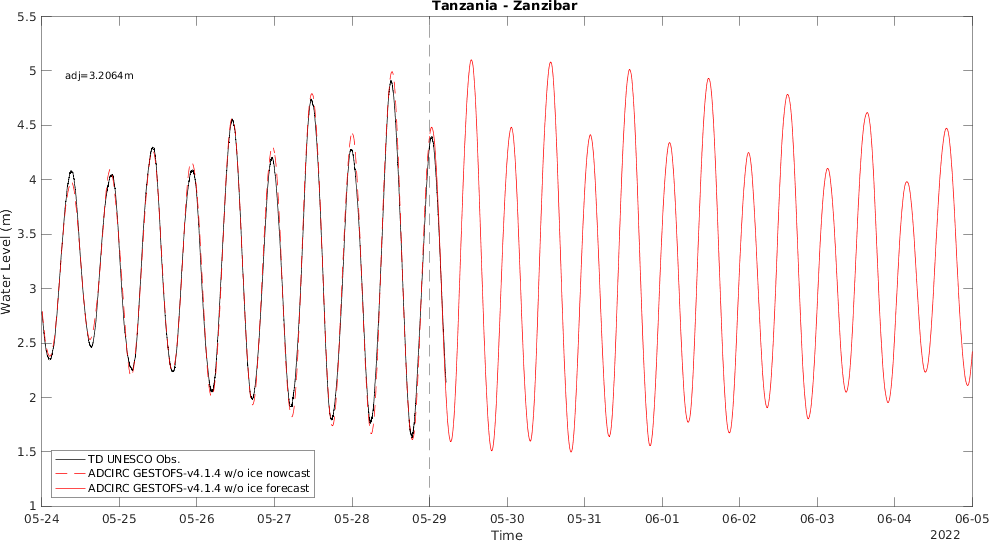 Tanzania - Zanzibar
5.5
5
4.5
4
3.5
3
2.5
2
1.5
1
Water Level (m)
adj=3.2064m
TD UNESCO Obs.
ADCIRC GESTOFS-v4.1.4 w/o ice nowcast
ADCIRC GESTOFS-v4.1.4 w/o ice forecast
05-24 05-25 05-26 05-27 05-28 05-29 05-30 05-31 06-01 06-02 06-03 06-04 06-05
Time
2022